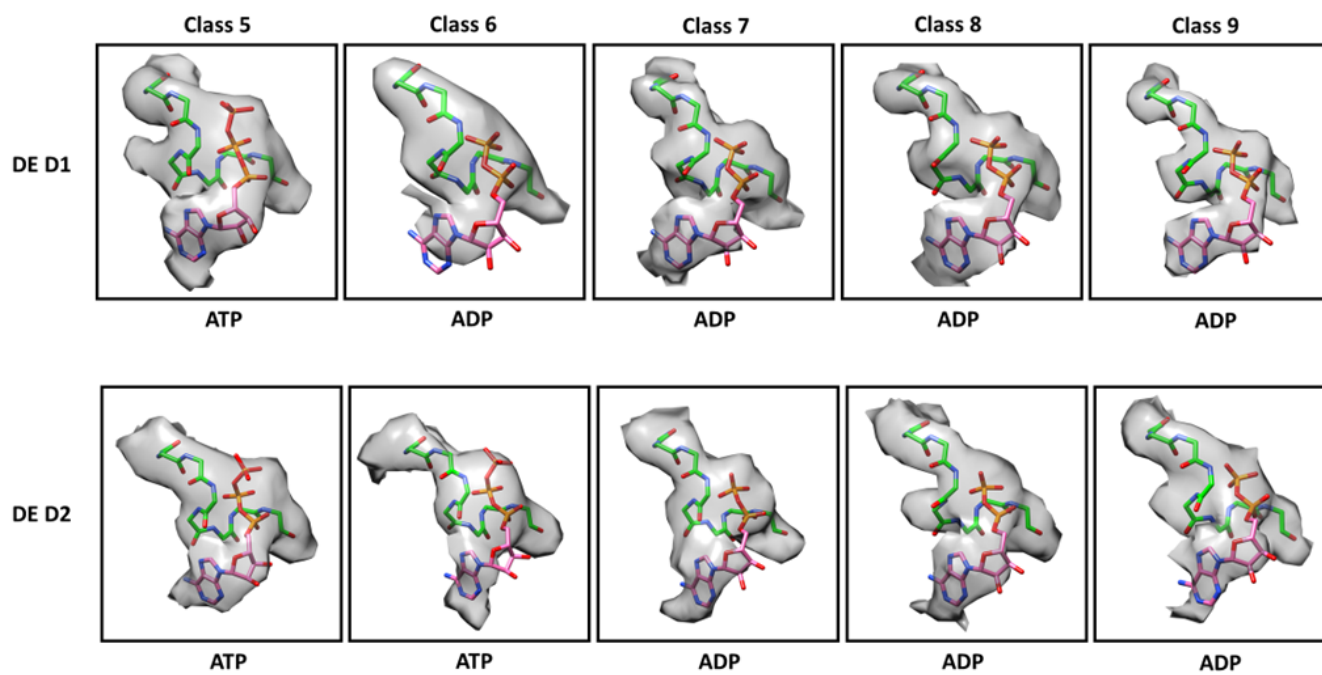 Class 5 Class 6 Class 7 Class 8 Class 9
DE D1
ATP ADP ADP ADP ADP
DE D2
ATP ATP ADP ADP ADP